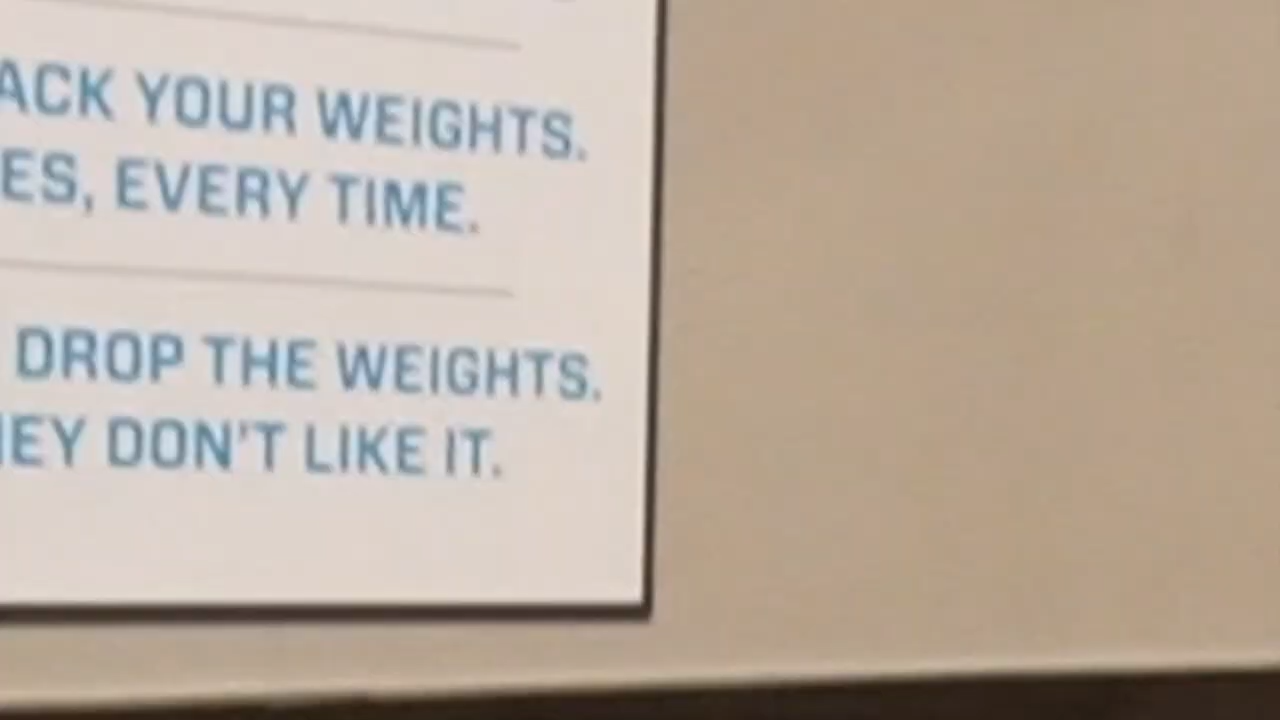 ACK YOUR WEIGHTS.
ES, EVERY TIME.
DROP THE WEIGHTS.
EY DON'T LIKE IT.